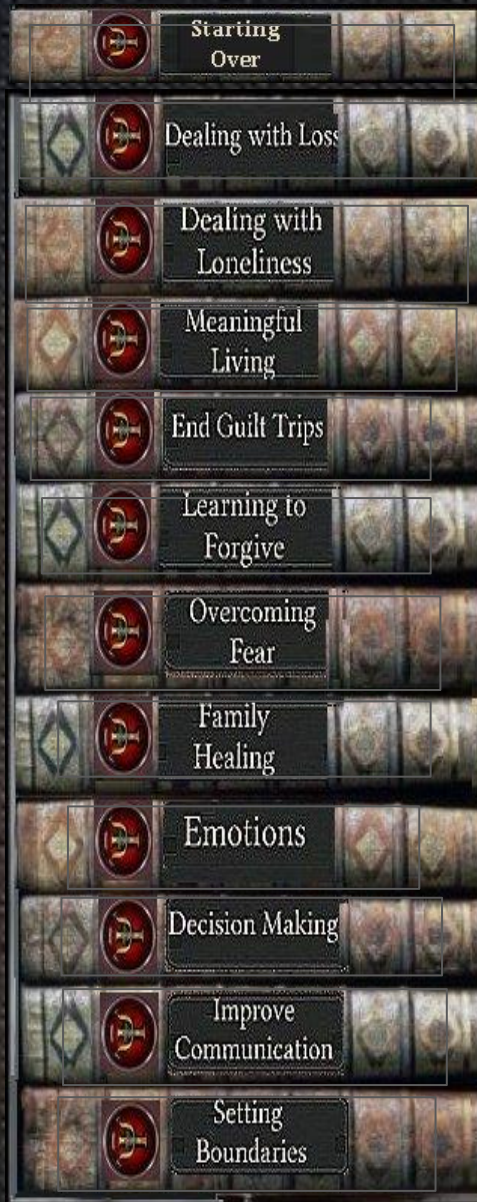 Starting
Over
Dealing with Loss
Dealing with
Loneliness
Meaningful
Living
End Guilt Trips
Learning to
Forgive
Overcoming
Fear
Family
Healing
Emotions
Decision Making
Improve
Communication
Setting
Boundaries